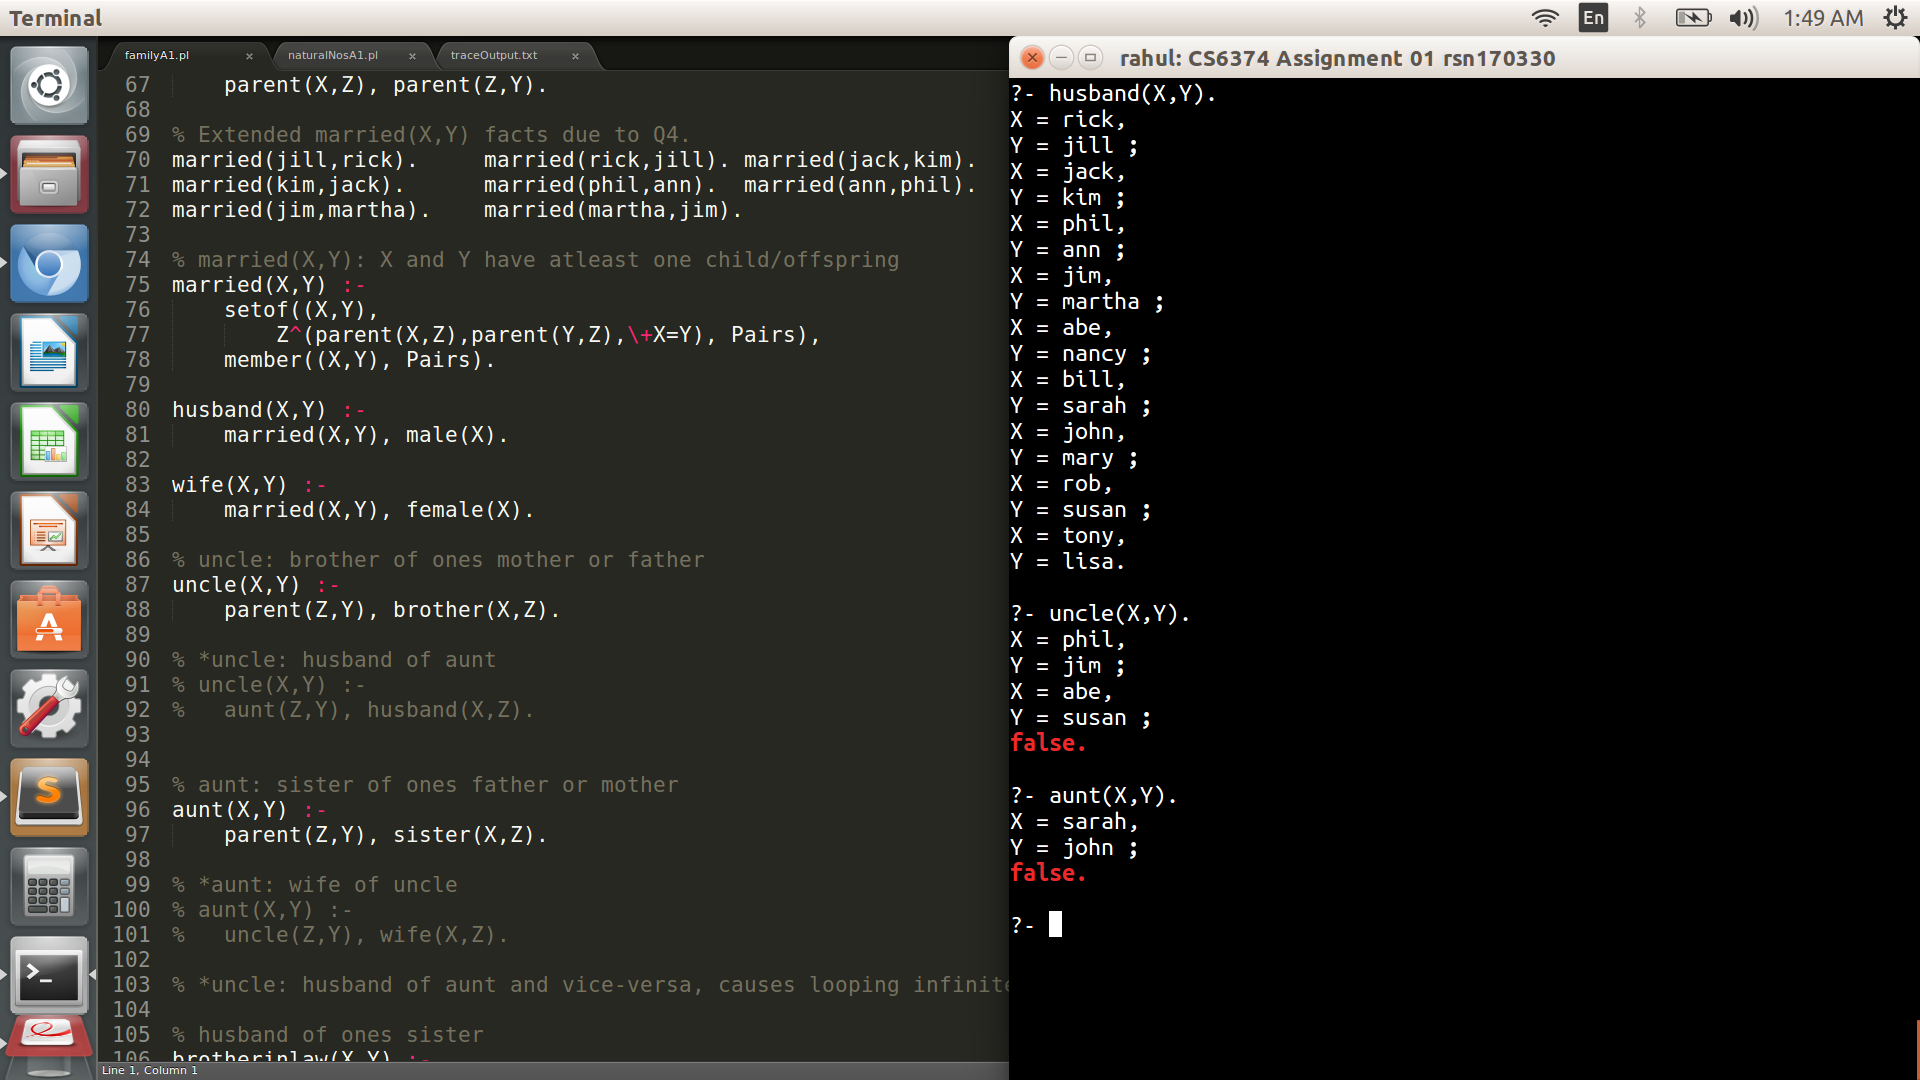 Terminal
En
1:49 AM
familyA1.pl × naturalNosA1.pl × traceOutput.txt ×
67 parent(X,Z), parent(Z,Y).
68
69 % Extended married(X,Y) facts due to Q4.
70 married(jill,rick). married(rick,jill). married(jack,kim).
71 married(kim,jack). married(phil,ann). married(ann,phil).
72 married(jim,martha). married(martha,jim).
73
74 % married(X,Y): X and Y have atleast one child/offspring
75 married(X,Y) :-
76 setof((X,Y),
77 Z^(parent(X,Z),parent(Y,Z),\+X=Y), Pairs),
78 member((X,Y), Pairs).
79
80 husband(X,Y) :-
81 married(X,Y), male(X).
82
83 wife(X,Y) :-
84 married(X,Y), female(X).
85
86 % uncle: brother of ones mother or father
87 uncle(X,Y) :-
88 parent(Z,Y), brother(X,Z).
89
90 % *uncle: husband of aunt
91 % uncle(X,Y) :-
92 % aunt(Z,Y), husband(X,Z).
93
94
95 % aunt: sister of ones father or mother
96 aunt(X,Y) :-
97 parent(Z,Y), sister(X,Z).
98
99 % *aunt: wife of uncle
100 % aunt(X,Y) :-
101 % uncle(Z,Y), wife(X,Z).
102
103 % *uncle: husband of aunt and vice-versa, causes looping infinite
104
105 % husband of ones sister
106 brotherinlaw(X,Y) :-
Line 1, Column 1
rahul: CS6374 Assignment 01 rsn170330
?- husband(X,Y).
X = rick,
Y = jill ;
X = jack,
Y = kim ;
X = phil,
Y = ann ;
X = jim,
Y = martha ;
X = abe,
Y = nancy ;
X = bill,
Y = sarah ;
X = john,
Y = mary ;
X = rob,
Y = susan ;
X = tony,
Y = lisa.
?- uncle(X,Y).
X = phil,
Y = jim ;
X = abe,
Y = susan ;
false.
?- aunt(X,Y).
X = sarah,
Y = john ;
false.
?-